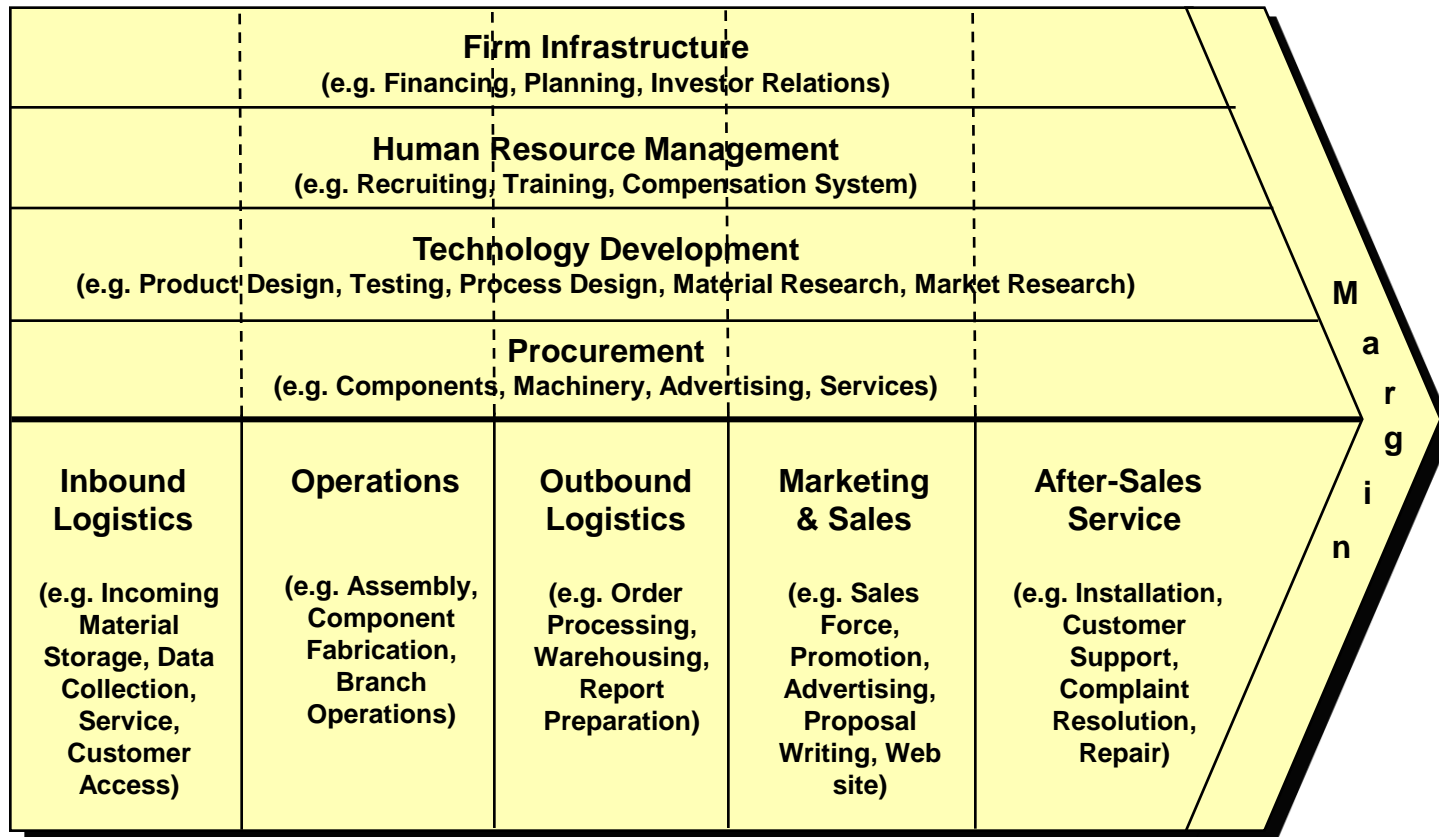 Firm Infrastructure
(e.g. Financing, Planning, Investor Relations)
Human Resource Management
(e.g. Recruiting, Training, Compensation System)
Technology Development
(e.g. Product Design, Testing, Process Design, Material Research, Market Research)
Procurement
(e.g. Components, Machinery, Advertising, Services)
Inbound
Logistics
(e.g. Incoming
Material
Storage, Data
Collection,
Service,
Customer
Access)
Operations
(e.g. Assembly,
Component
Fabrication,
Branch
Operations)
Outbound
Logistics
(e.g. Order
Processing,
Warehousing,
Report
Preparation)
Marketing
& Sales
(e.g. Sales
Force,
Promotion,
Advertising,
Proposal
Writing, Web
site)
After-Sales
Service
(e.g. Installation,
Customer
Support,
Complaint
Resolution,
Repair)
M
a
r
g
i
n